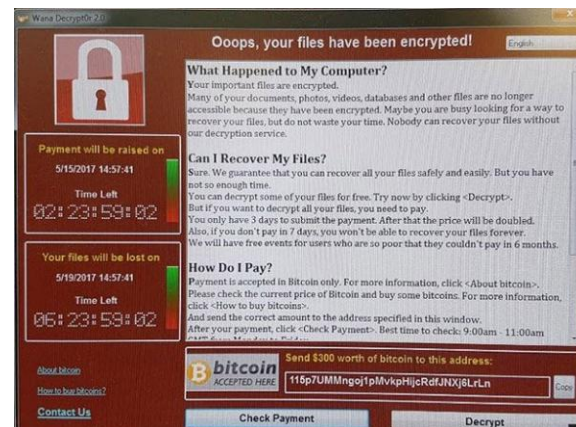 Wana Decrypt0r 2.0
Ooops, your files have been encrypted!
English
What Happened to My Computer?
Your important files are encrypted.
Many of your documents, photos, videos, databases and other files are no longer
accessible because they have been encrypted. Maybe you are busy looking for a way to
recover your files, but do not waste your time. Nobody can recover your files without
our decryption service.
Can I Recover My Files?
Sure. We guarantee that you can recover all your files safely and easily. But you have
not so enough time.
You can decrypt some of your files for free. Try now by clicking <Decrypt>.
But if you want to decrypt all your files, you need to pay.
You only have 3 days to submit the payment. After that the price will be doubled.
Also, if you don't pay in 7 days, you won't be able to recover your files forever.
We will have free events for users who are so poor that they couldn't pay in 6 months.
How Do I Pay?
Payment is accepted in Bitcoin only. For more information, click <About bitcoin>.
Please check the current price of Bitcoin and buy some bitcoins. For more information,
click <How to buy bitcoins>.
And send the correct amount to the address specified in this window.
After your payment, click <Check Payment>. Best time to check: 9:00am - 11:00am
GMT from Monday to Friday.
Payment will be raised on
5/15/2017 14:57:41
Time Left
02:23:59:02
Your files will be lost on
5/19/2017 14:57:41
Time Left
06:23:59:02
About bitcoin
How to buy bitcoins?
Contact Us
bitcoin
ACCEPTED HERE
Send $300 worth of bitcoin to this address:
115p7UMMngoj1pMvkpHijcRdfJNXj6LrLn
Copy
Check Payment
Decrypt